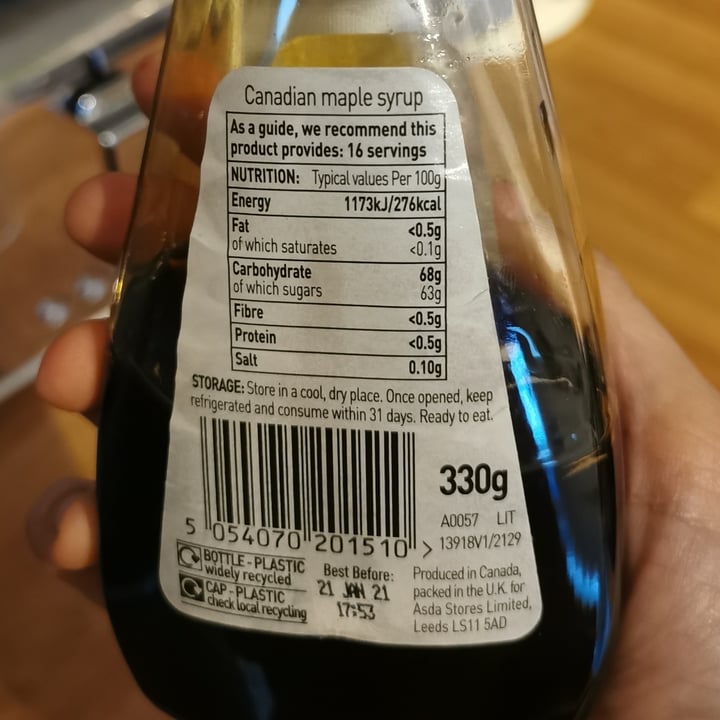 Canadian maple syrup
As a guide, we recommend this
product provides: 16 servings
NUTRITION: Typical values Per 100g
Energy 1173kJ/276kcal
Fat <0.5g
of which saturates <0.1g
Carbohydrate 68g
of which sugars 63g
Fibre <0.5g
Protein <0.5g
Salt 0.10g
STORAGE: Store in a cool, dry place. Once opened, keep
refrigerated and consume within 31 days. Ready to eat.
330g
A0057 LIT
13918V1/2129
5 054070 201510 >
BOTTLE - PLASTIC
widely recycled
CAP - PLASTIC
check local recycling
Best Before:
21 JAN 21
17:53
Produced in Canada,
packed in the U.K. for
Asda Stores Limited,
Leeds LS11 5AD